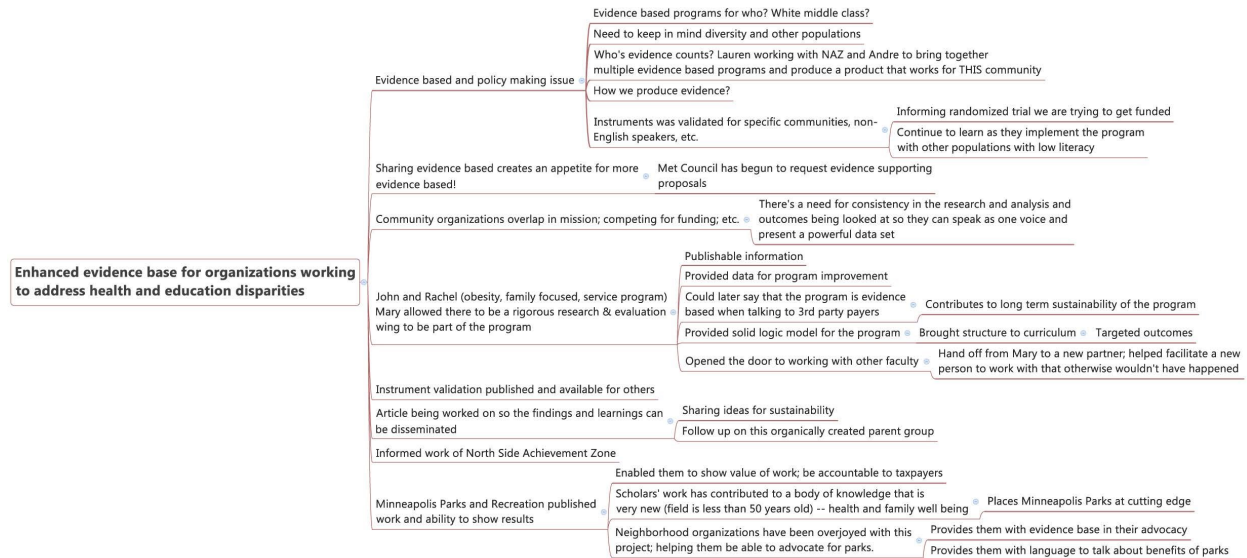 Enhanced evidence base for organizations working
to address health and education disparities
Evidence based and policy making issue
Evidence based programs for who? White middle class?
Need to keep in mind diversity and other populations
Who's evidence counts? Lauren working with NAZ and Andre to bring together
multiple evidence based programs and produce a product that works for THIS community
How we produce evidence?
Instruments was validated for specific communities, non-
English speakers, etc.
Informing randomized trial we are trying to get funded
Continue to learn as they implement the program
with other populations with low literacy
Sharing evidence based creates an appetite for more
evidence based!
Met Council has begun to request evidence supporting
proposals
Community organizations overlap in mission; competing for funding; etc.
There's a need for consistency in the research and analysis and
outcomes being looked at so they can speak as one voice and
present a powerful data set
John and Rachel (obesity, family focused, service program)
Mary allowed there to be a rigorous research & evaluation
wing to be part of the program
Publishable information
Provided data for program improvement
Could later say that the program is evidence
based when talking to 3rd party payers
Contributes to long term sustainability of the program
Provided solid logic model for the program
Brought structure to curriculum
Targeted outcomes
Opened the door to working with other faculty
Hand off from Mary to a new partner; helped facilitate a new
person to work with that otherwise wouldn't have happened
Instrument validation published and available for others
Article being worked on so the findings and learnings can
be disseminated
Sharing ideas for sustainability
Follow up on this organically created parent group
Informed work of North Side Achievement Zone
Minneapolis Parks and Recreation published
work and ability to show results
Enabled them to show value of work; be accountable to taxpayers
Scholars' work has contributed to a body of knowledge that is
very new (field is less than 50 years old) -- health and family well being
Places Minneapolis Parks at cutting edge
Neighborhood organizations have been overjoyed with this
project; helping them be able to advocate for parks.
Provides them with evidence base in their advocacy
Provides them with language to talk about benefits of parks